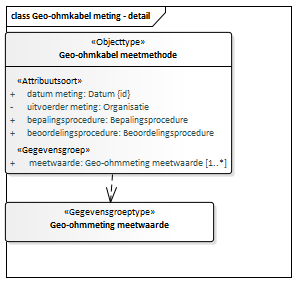 class Geo-ohmkabel meting - detail
«Objecttype»
Geo-ohmkabel meetmethode
«Attribuutsoort»
+ datum meting: Datum {id}
- uitvoerder meting: Organisatie
+ bepalingsprocedure: Bepalingsprocedure
+ beoordelingsprocedure: Beoordelingsprocedure
«Gegevensgroep»
+ meetwaarde: Geo-ohmmeting meetwaarde [1..*]
«Gegevensgroeptype»
Geo-ohmmeting meetwaarde